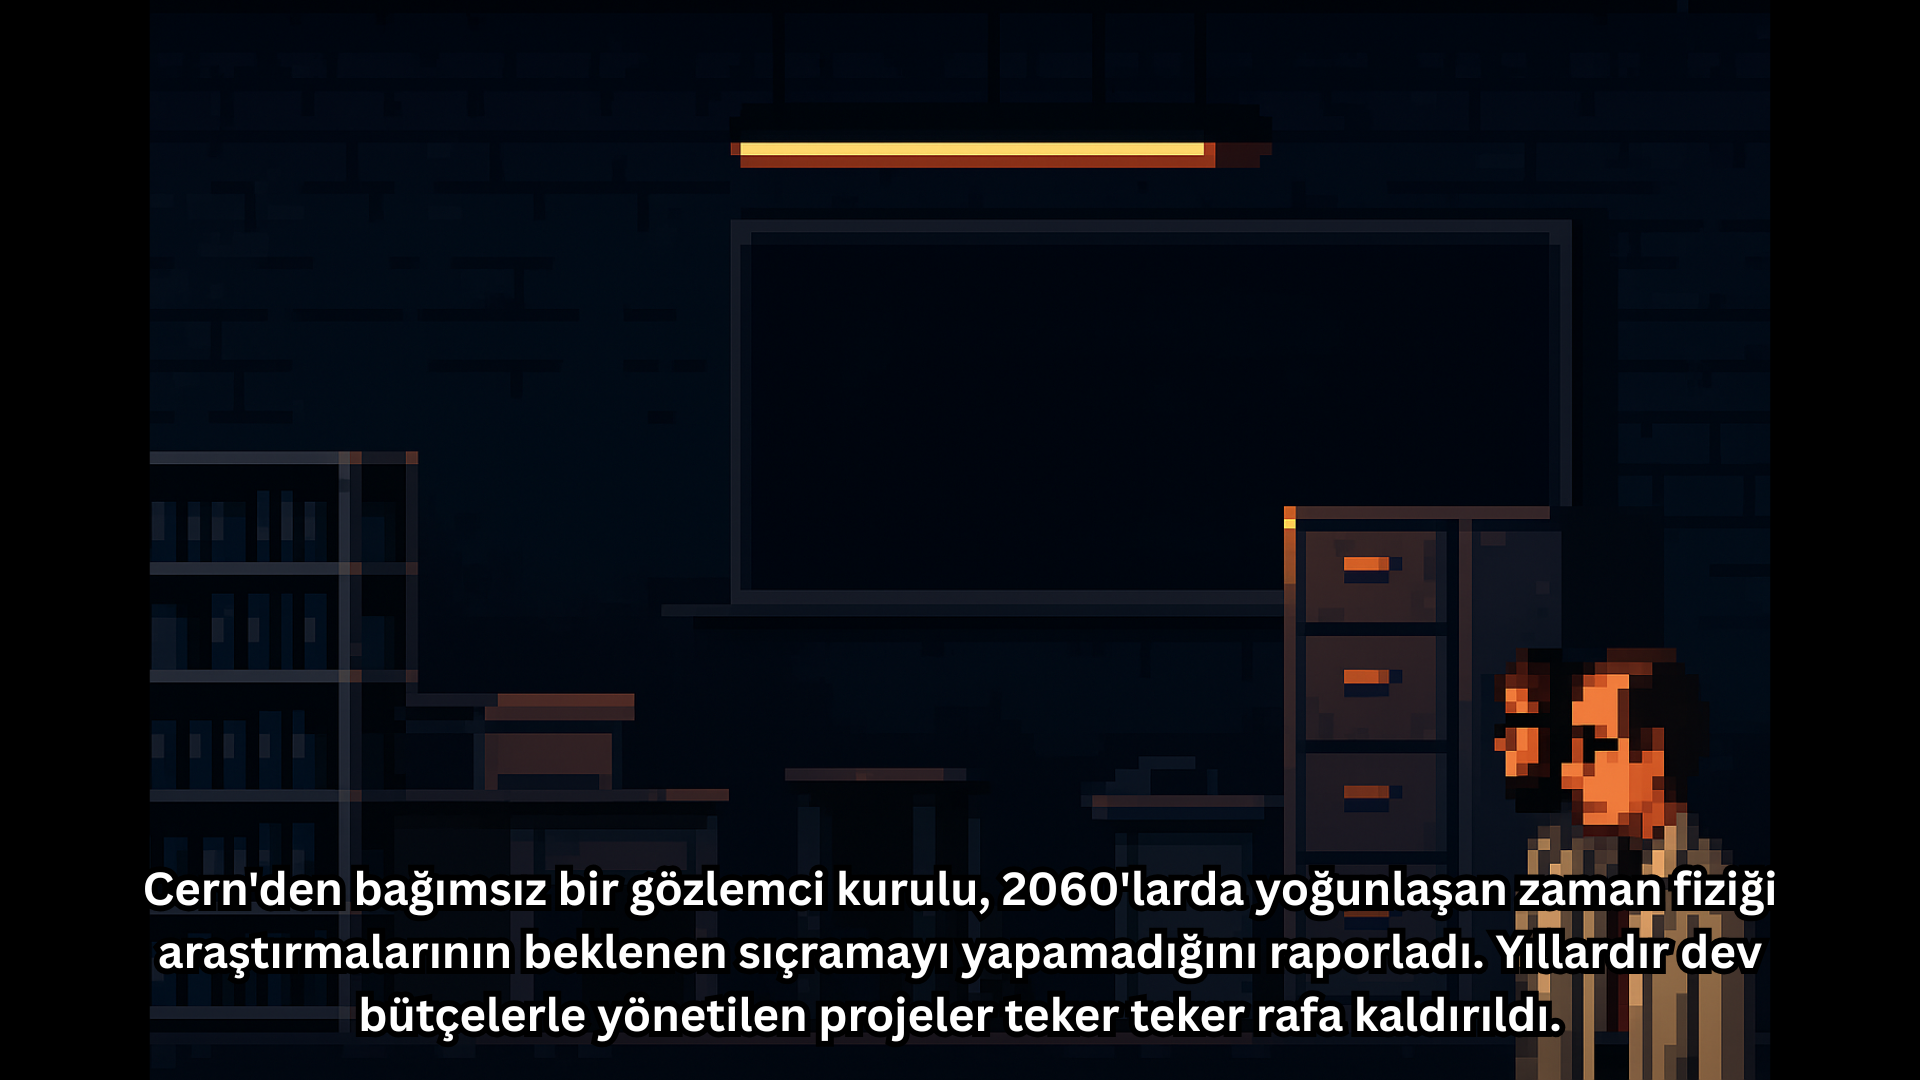 Cern'den bağımsız bir gözlemci kurulu, 2060'larda yoğunlaşan zaman fiziği
araştırmalarının beklenen sıçramayı yapamadığını raporladı. Yıllardır dev
bütçelerle yönetilen projeler teker teker rafa kaldırıldı.